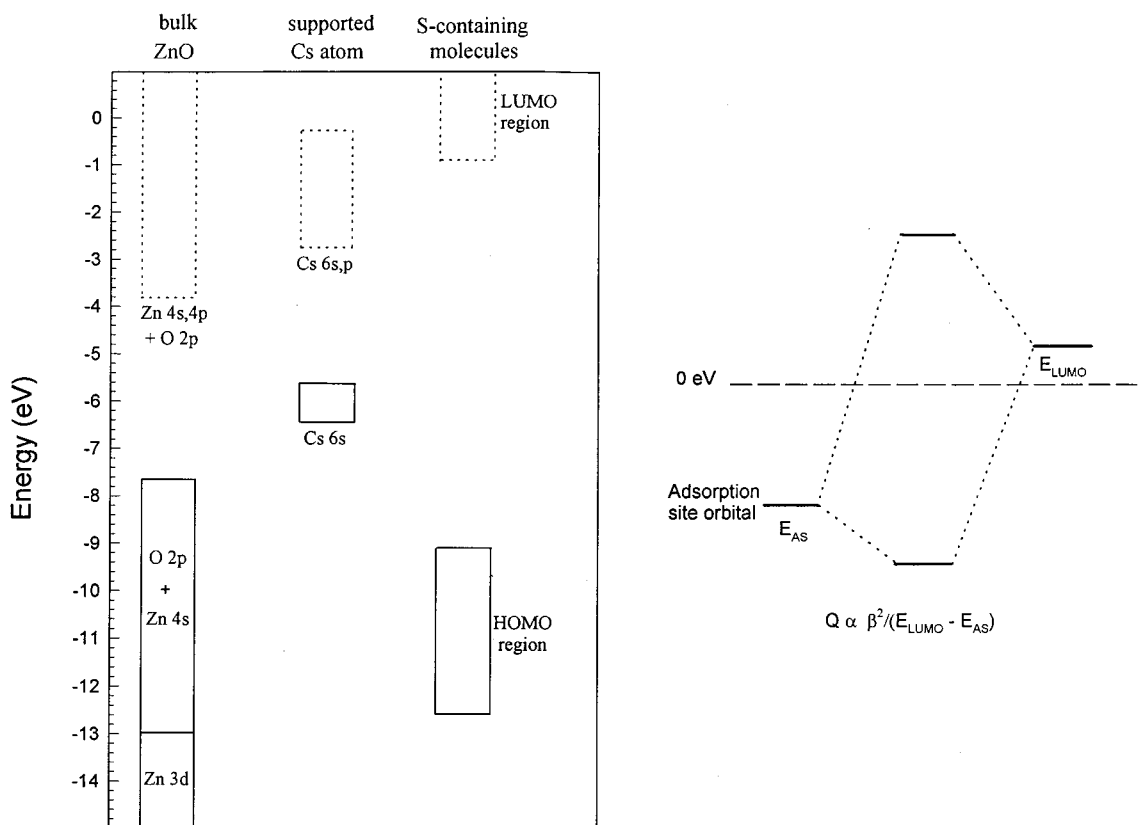 bulk
ZnO
supported
Cs atom
S-containing
molecules
Energy (eV)
0
-1
-2
-3
-4
-5
-6
-7
-8
-9
-10
-11
-12
-13
-14
Zn 4s,4p
+ O 2p
O 2p
+
Zn 4s
Zn 3d
Cs 6s,p
Cs 6s
LUMO
region
HOMO
region
0 eV
E_LUMO
Adsorption
site orbital
E_AS
Q α β²/(E_LUMO - E_AS)